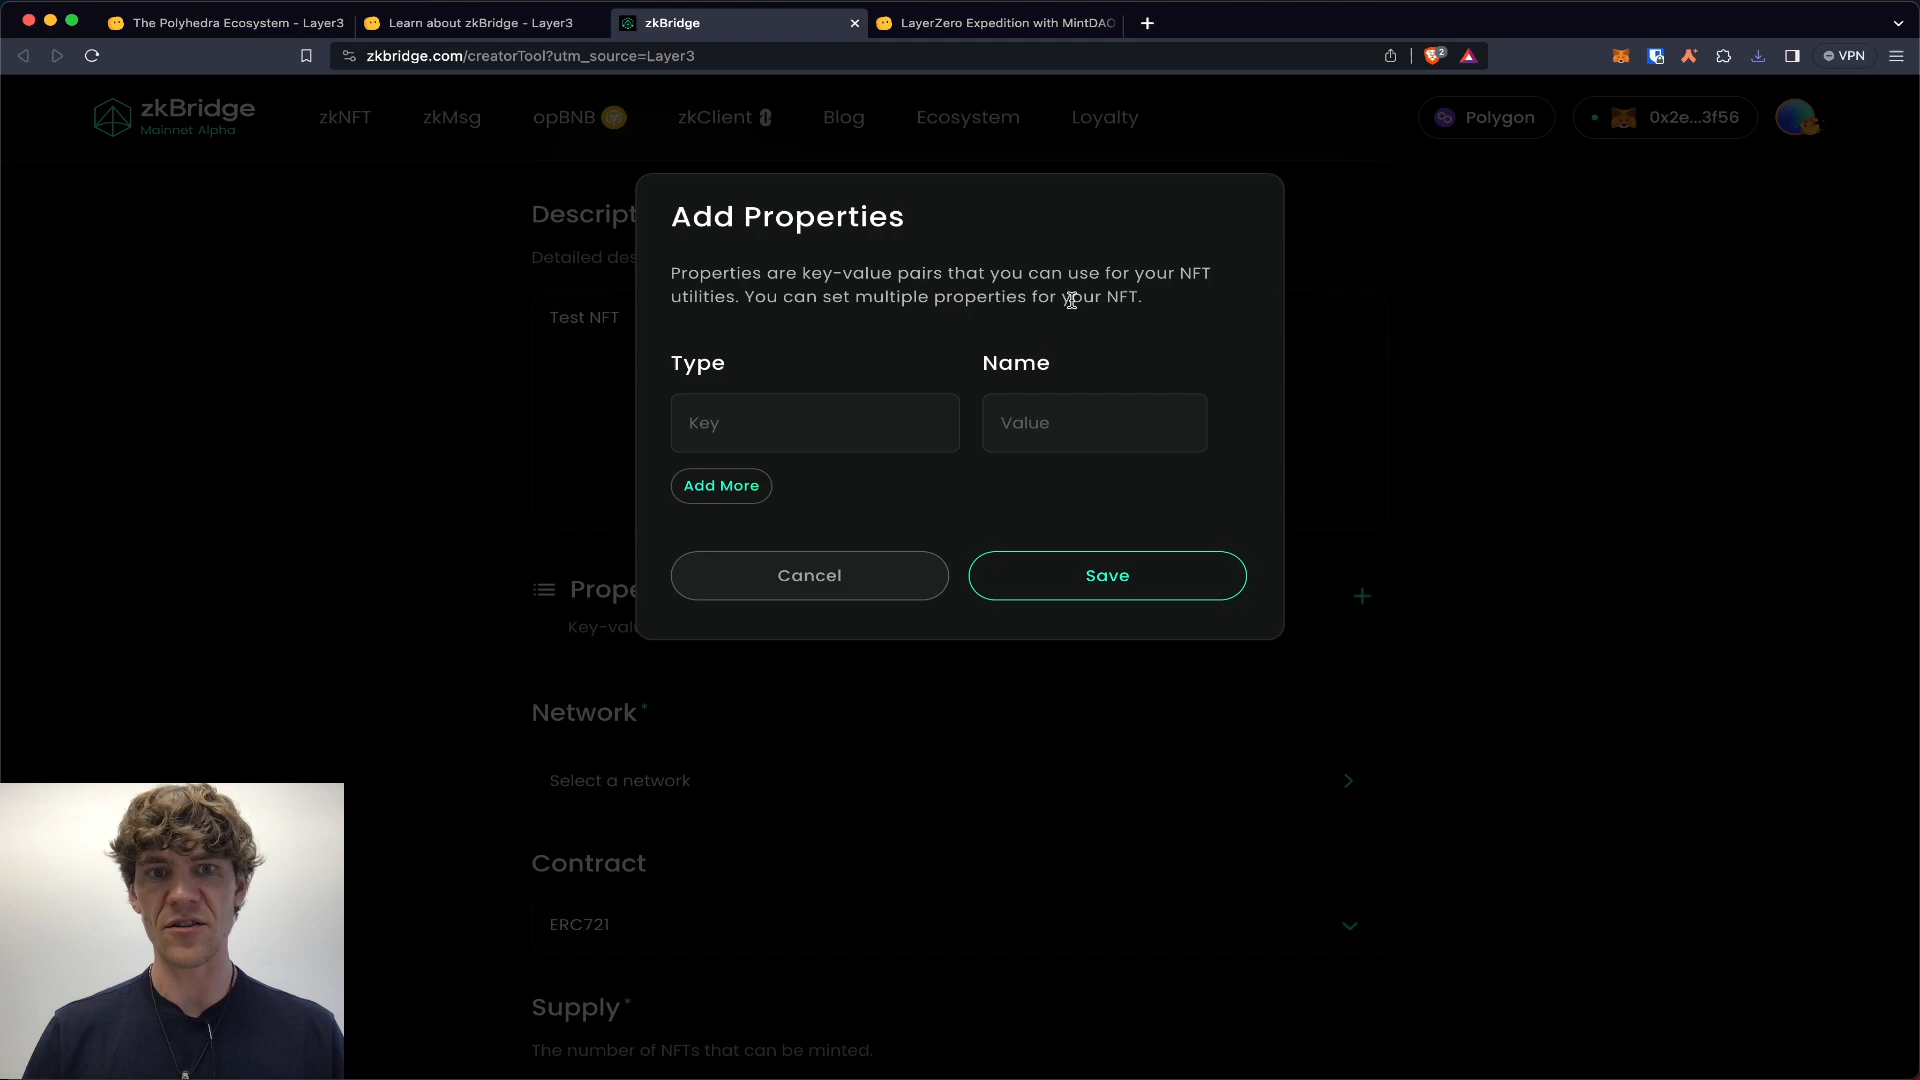 The Polyhedra Ecosystem - Layer3
Learn about zkBridge - Layer3
zkBridge
LayerZero Expedition with MintDAO
zkbridge.com/creatorTool?utm_source=Layer3
2
VPN
zkBridge
Mainnet Alpha
zkNFT
zkMsg
opBNB
zkClient
Blog
Ecosystem
Loyalty
Polygon
0x2e...3f56
Descript
Detailed des
Test NFT
Add Properties
Properties are key-value pairs that you can use for your NFT
utilities. You can set multiple properties for your NFT.
Type
Name
Key
Value
Add More
Cancel
Save
Prope
Key-valu
Network*
Select a network
Contract
ERC721
Supply*
The number of NFTs that can be minted.